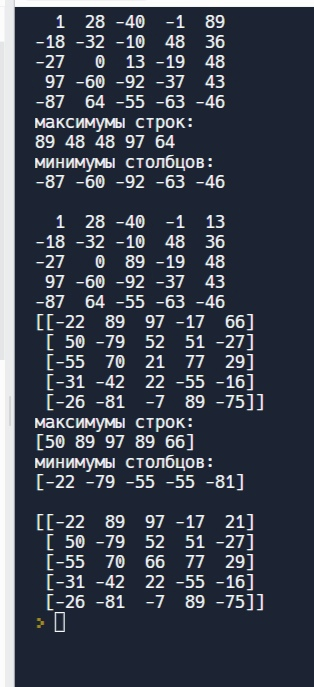 1  28 -40  -1  89
-18 -32 -10  48  36
-27   0  13 -19  48
 97 -60 -92 -37  43
-87  64 -55 -63 -46
максимумы строк:
89 48 48 97 64
минимумы столбцов:
-87 -60 -92 -63 -46

  1  28 -40  -1  13
-18 -32 -10  48  36
-27   0  89 -19  48
 97 -60 -92 -37  43
-87  64 -55 -63 -46
[[-22  89  97 -17  66]
 [ 50 -79  52  51 -27]
 [-55  70  21  77  29]
 [-31 -42  22 -55 -16]
 [-26 -81  -7  89 -75]]
максимумы строк:
[50 89 97 89 66]
минимумы столбцов:
[-22 -79 -55 -55 -81]

[[-22  89  97 -17  21]
 [ 50 -79  52  51 -27]
 [-55  70  66  77  29]
 [-31 -42  22 -55 -16]
 [-26 -81  -7  89 -75]]
>